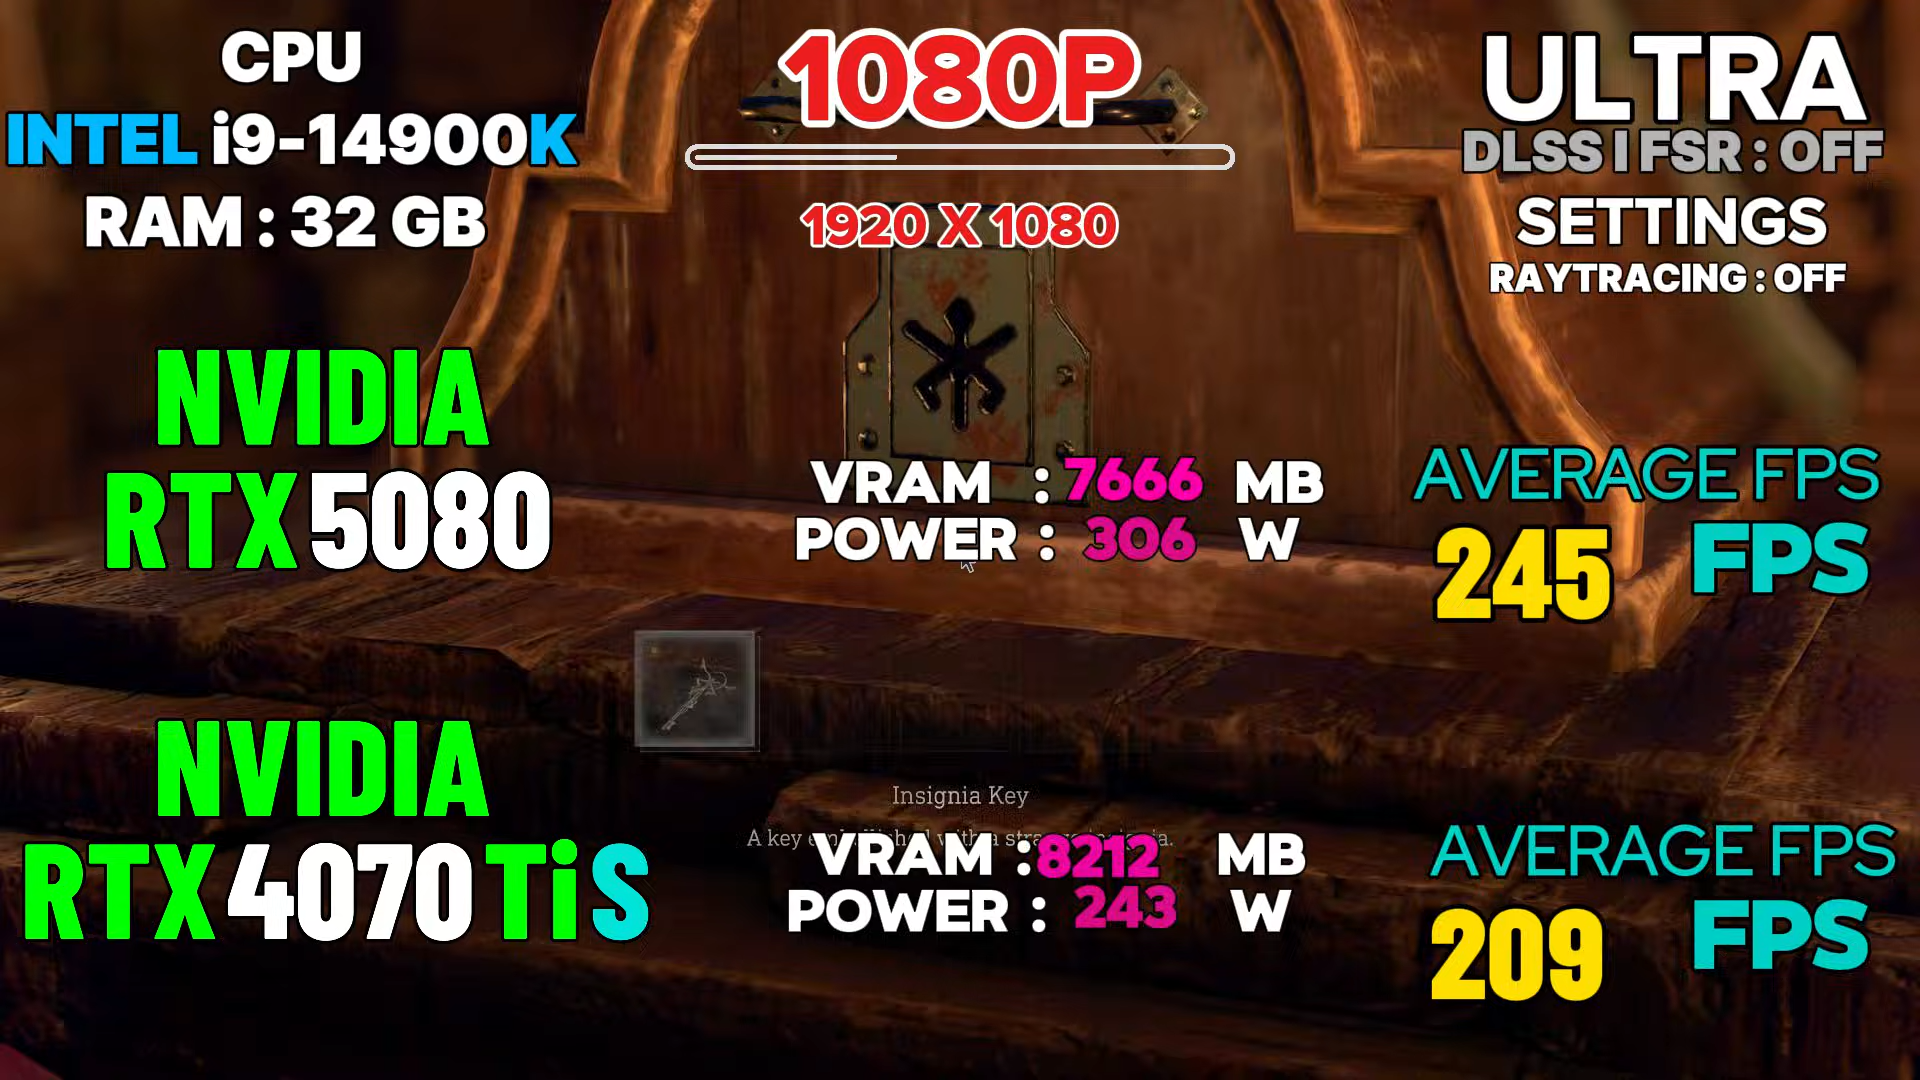 CPU
INTEL i9-14900K
RAM : 32 GB
1080P
1920 X 1080
ULTRA
DLSS | FSR : OFF
SETTINGS
RAYTRACING : OFF
NVIDIA
RTX 5080
VRAM : 7666 MB
POWER : 306 W
AVERAGE FPS
245 FPS
NVIDIA
RTX 4070 TiS
Insignia Key
A key with a
VRAM : 8212 MB
POWER : 243 W
AVERAGE FPS
209 FPS